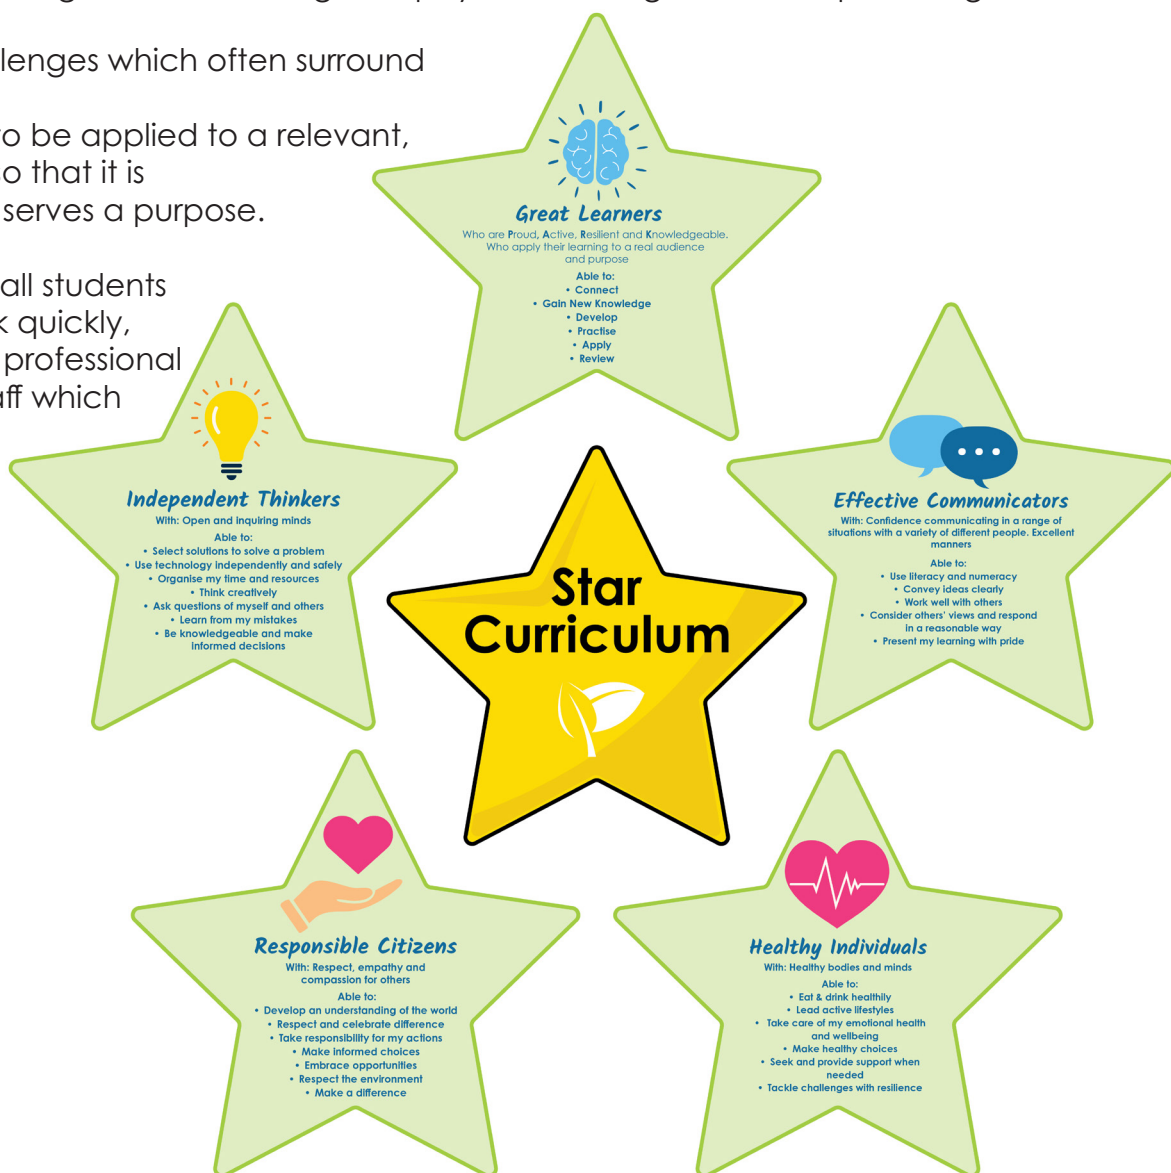 llenges which often surround
to be applied to a relevant,
so that it is
serves a purpose.
all students
k quickly,
professional
aff which
Great Learners
Who are Proud, Active, Resilient and Knowledgeable.
Who apply their learning to a real audience
and purpose
Able to:
• Connect
• Gain New Knowledge
• Develop
• Practise
• Apply
• Review
Independent Thinkers
With: Open and inquiring minds
Able to:
• Select solutions to solve a problem
• Use technology independently and safely
• Organise my time and resources
• Think creatively
• Ask questions of myself and others
• Learn from my mistakes
• Be knowledgeable and make
informed decisions
Effective Communicators
With: Confidence communicating in a range of
situations with a variety of different people. Excellent
manners
Able to:
• Use literacy and numeracy
• Convey ideas clearly
• Work well with others
• Consider others' views and respond
in a reasonable way
• Present my learning with pride
Star
Curriculum
Responsible Citizens
With: Respect, empathy and
compassion for others
Able to:
• Develop an understanding of the world
• Respect and celebrate difference
• Take responsibility for my actions
• Make informed choices
• Embrace opportunities
• Respect the environment
• Make a difference
Healthy Individuals
With: Healthy bodies and minds
Able to:
• Eat & drink healthily
• Lead active lifestyles
• Take care of my emotional health
and wellbeing
• Make healthy choices
• Seek and provide support when
needed
• Tackle challenges with resilience